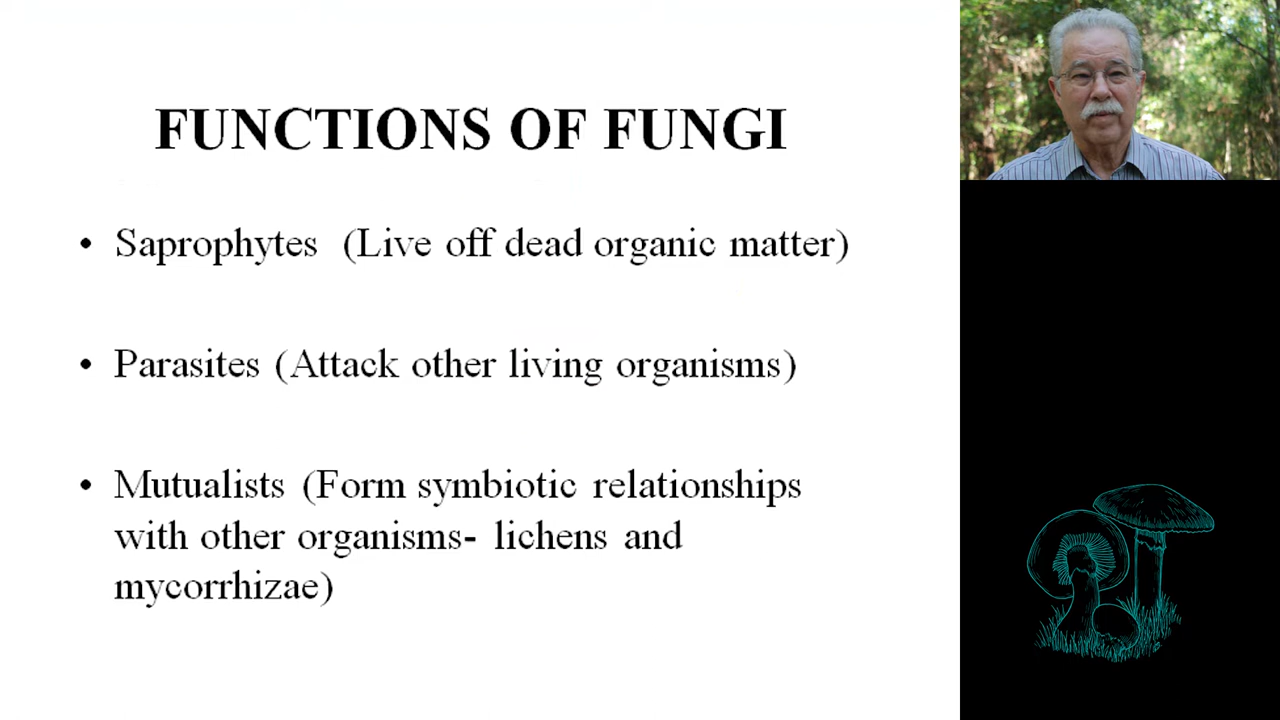 FUNCTIONS OF FUNGI
• Saprophytes (Live off dead organic matter)
• Parasites (Attack other living organisms)
• Mutualists (Form symbiotic relationships
with other organisms- lichens and
mycorrhizae)